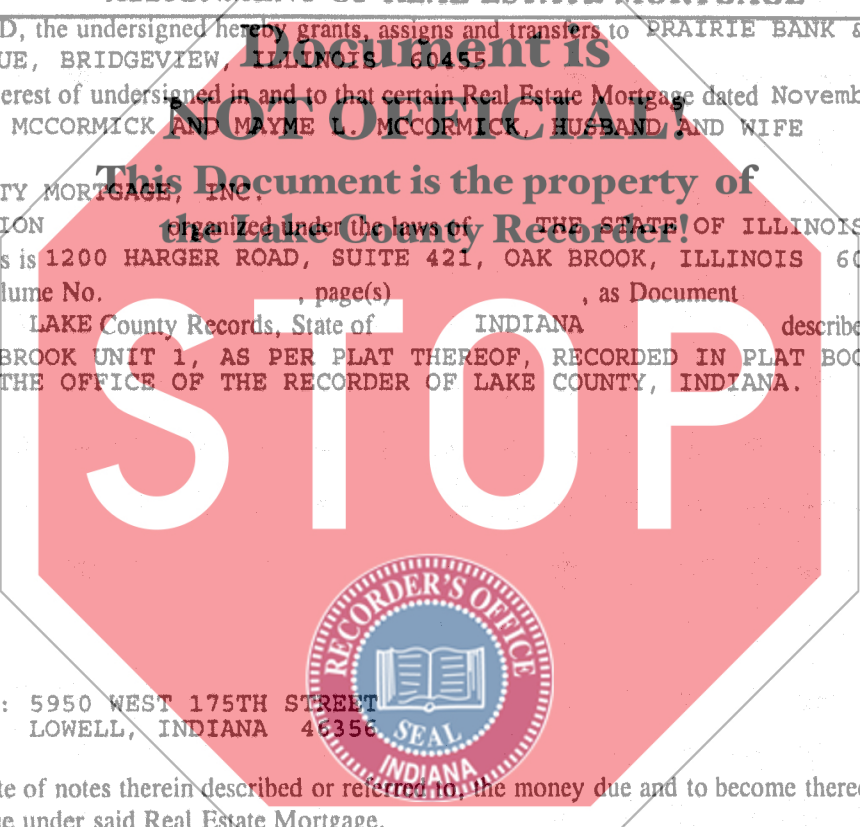 ASSIGNMENT OF REAL ESTATE MORTGAGE
D, the undersigned hereby grants, assigns and transfers to PRAIRIE BANK &
UE, BRIDGEVIEW, ILLINOIS 60455
Document is
erest of undersigned in and to that certain Real Estate Mortgage dated Novemb
NOT OFFICIAL!
MCCORMICK AND MAYME L. MCCORMICK, HUSBAND AND WIFE
This Document is the property of
TY MORTGAGE, INC.
the Lake County Recorder!
ION organized under the laws of THE STATE OF ILLINOIS
s is 1200 HARGER ROAD, SUITE 421, OAK BROOK, ILLINOIS 60
lume No. , page(s) , as Document
LAKE County Records, State of INDIANA describe
BROOK UNIT 1, AS PER PLAT THEREOF, RECORDED IN PLAT BOO
THE OFFICE OF THE RECORDER OF LAKE COUNTY, INDIANA.
STOP
RECORDER'S OFFICE
SEAL
INDIANA
: 5950 WEST 175TH STREET
LOWELL, INDIANA 46356
te of notes therein described or referred to, the money due and to become thereo
ue under said Real Estate Mortgage.